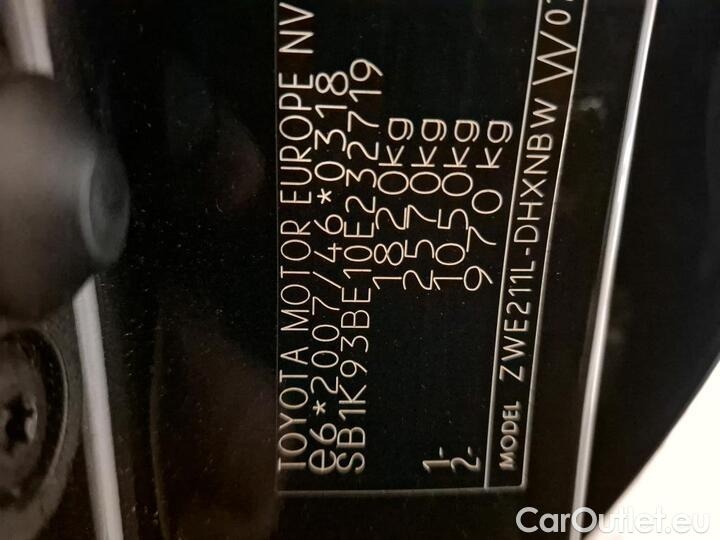 TOYOTA MOTOR EUROPE NV
e6*2007/46*0318
SB1K93BE10E232719
1820kg
2570kg
1- 1050kg
2- 970kg
MODEL ZWE211L-DHXNBW
CarOutlet.eu